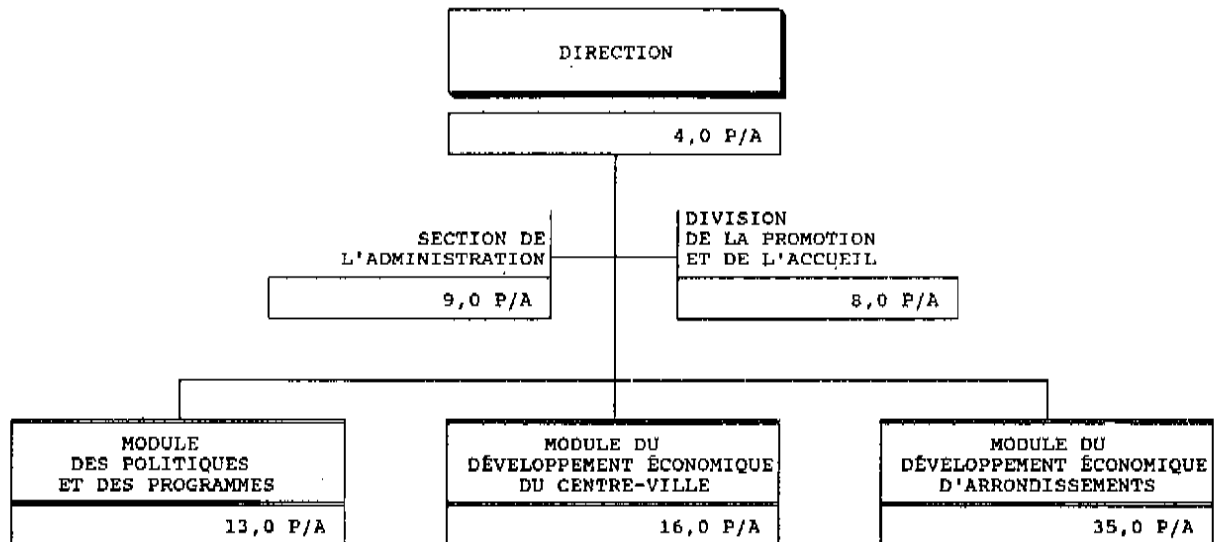 DIRECTION
4,0 P/A
SECTION DE
L'ADMINISTRATION
9,0 P/A
DIVISION
DE LA PROMOTION
ET DE L'ACCUEIL
8,0 P/A
MODULE
DES POLITIQUES
ET DES PROGRAMMES
13,0 P/A
MODULE DU
DÉVELOPPEMENT ÉCONOMIQUE
DU CENTRE-VILLE
16,0 P/A
MODULE DU
DÉVELOPPEMENT ÉCONOMIQUE
D'ARRONDISSEMENTS
35,0 P/A